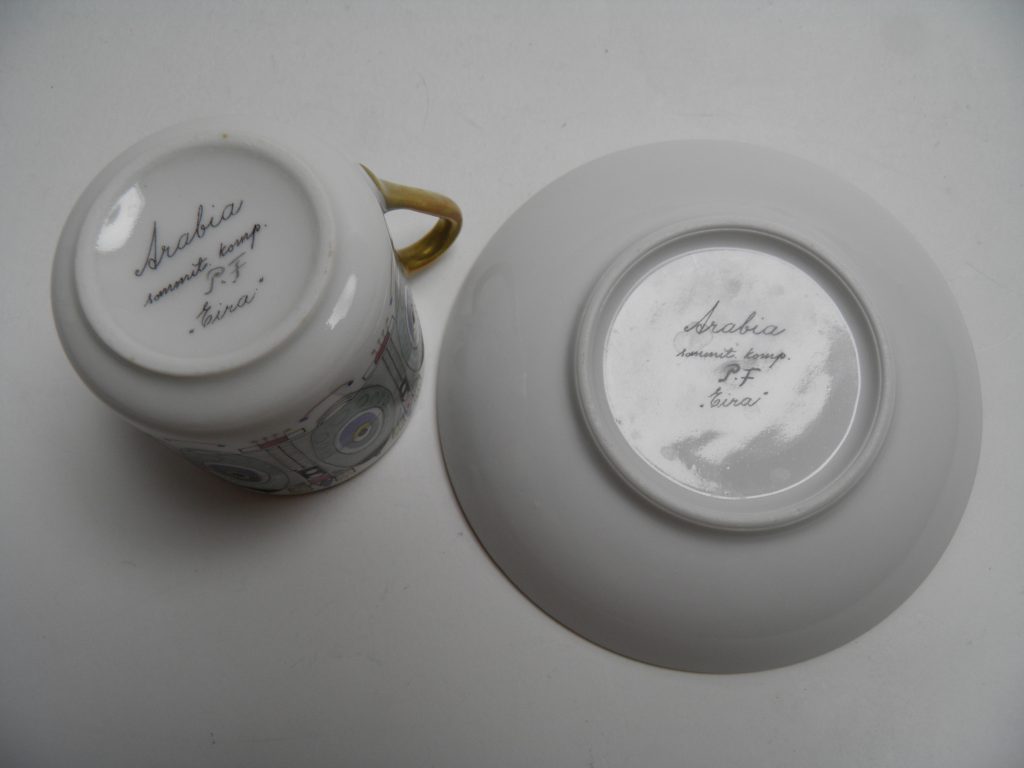 Arabia
sommit. komp.
P.F
„Eira"
Arabia
sommit. komp.
P.F
„Eira"